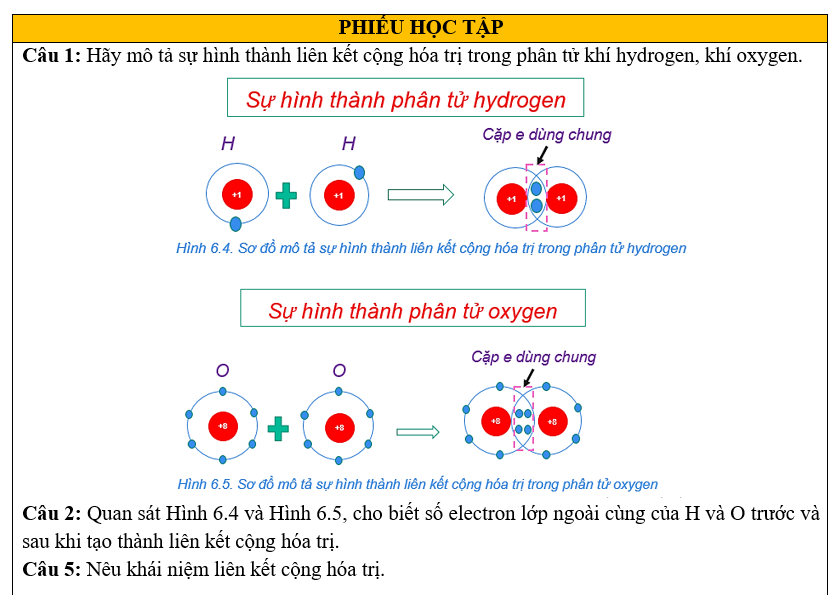 PHIẾU HỌC TẬP
Câu 1: Hãy mô tả sự hình thành liên kết cộng hóa trị trong phân tử khí hydrogen, khí oxygen.
Sự hình thành phân tử hydrogen
H
H
Cặp e dùng chung
+1
+1
+1
+1
Hình 6.4. Sơ đồ mô tả sự hình thành liên kết cộng hóa trị trong phân tử hydrogen
Sự hình thành phân tử oxygen
O
O
Cặp e dùng chung
+8
+8
+8
+8
Hình 6.5. Sơ đồ mô tả sự hình thành liên kết cộng hóa trị trong phân tử oxygen
Câu 2: Quan sát Hình 6.4 và Hình 6.5, cho biết số electron lớp ngoài cùng của H và O trước và
sau khi tạo thành liên kết cộng hóa trị.
Câu 5: Nêu khái niệm liên kết cộng hóa trị.